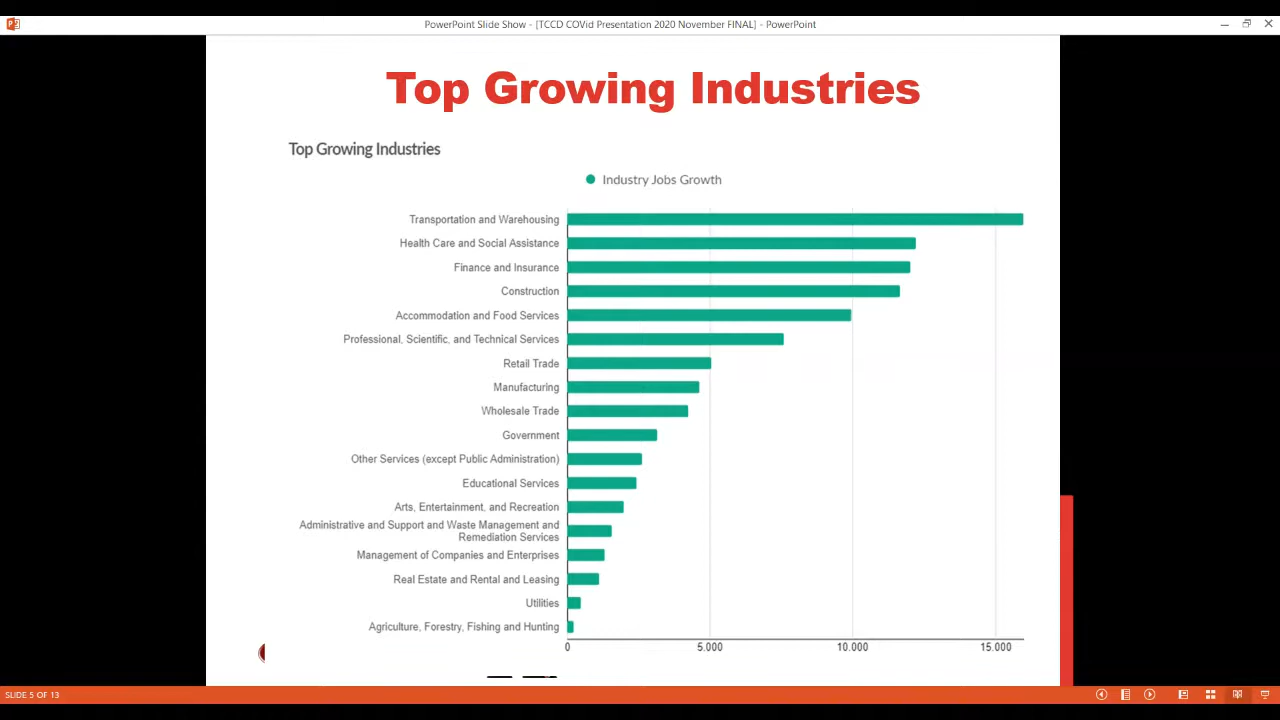 PowerPoint Slide Show - [TCCD COVid Presentation 2020 November FINAL] - PowerPoint
Top Growing Industries
Top Growing Industries
Industry Jobs Growth
Transportation and Warehousing
Health Care and Social Assistance
Finance and Insurance
Construction
Accommodation and Food Services
Professional, Scientific, and Technical Services
Retail Trade
Manufacturing
Wholesale Trade
Government
Other Services (except Public Administration)
Educational Services
Arts, Entertainment, and Recreation
Administrative and Support and Waste Management and
Remediation Services
Management of Companies and Enterprises
Real Estate and Rental and Leasing
Utilities
Agriculture, Forestry, Fishing and Hunting
0 5.000 10.000 15.000
SLIDE 5 OF 13